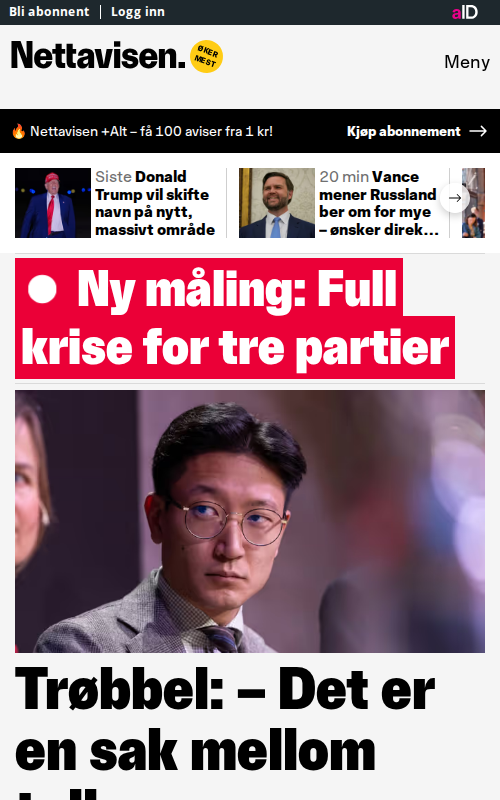 Bli abonnent
Logg inn
aID
Nettavisen.
ØKER
MEST
Meny
🔥 Nettavisen +Alt – få 100 aviser fra 1 kr!
Kjøp abonnement
Siste Donald
Trump vil skifte
navn på nytt,
massivt område
20 min Vance
mener Russland
ber om for mye
– ønsker direk...
Ny måling: Full
krise for tre partier
Trøbbel: – Det er
en sak mellom